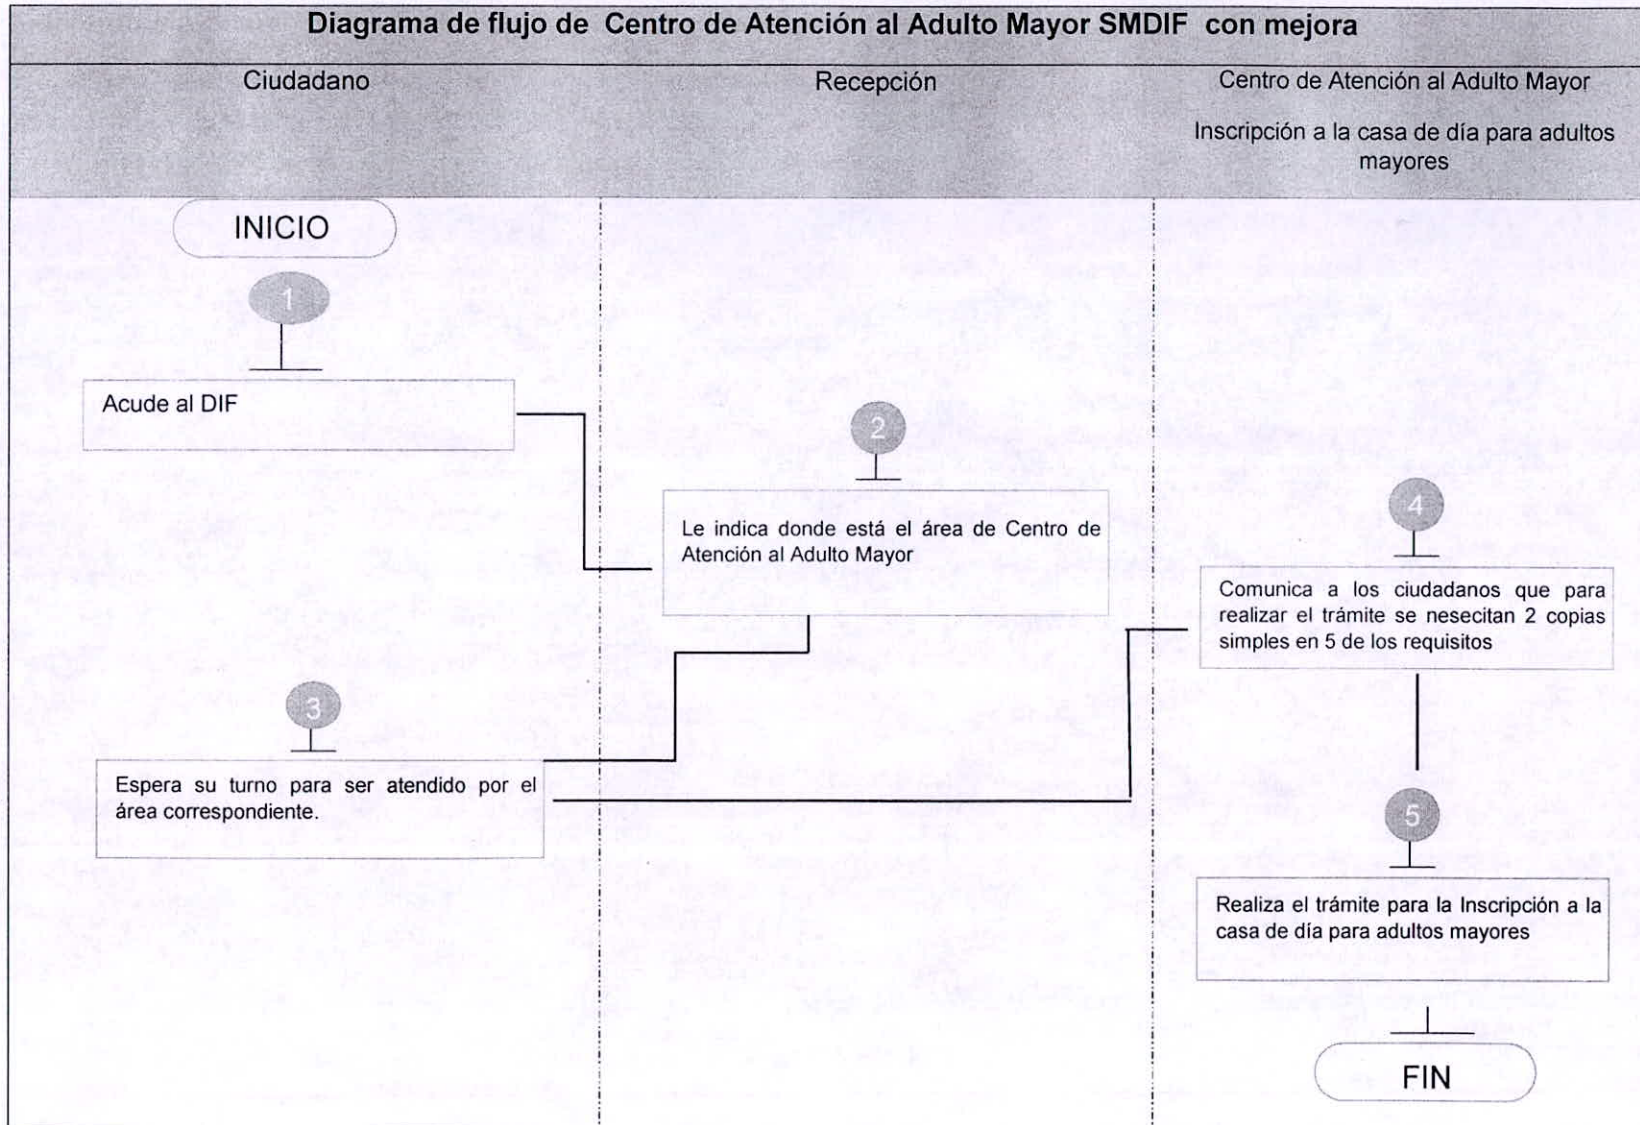 Diagrama de flujo de Centro de Atención al Adulto Mayor SMDIF con mejora
Ciudadano
Recepción
Centro de Atención al Adulto Mayor
Inscripción a la casa de día para adultos
mayores
INICIO
1
Acude al DIF
2
Le indica donde está el área de Centro de
Atención al Adulto Mayor
3
Espera su turno para ser atendido por el
área correspondiente.
4
Comunica a los ciudadanos que para
realizar el trámite se nesecitan 2 copias
simples en 5 de los requisitos
5
Realiza el trámite para la Inscripción a la
casa de día para adultos mayores
FIN